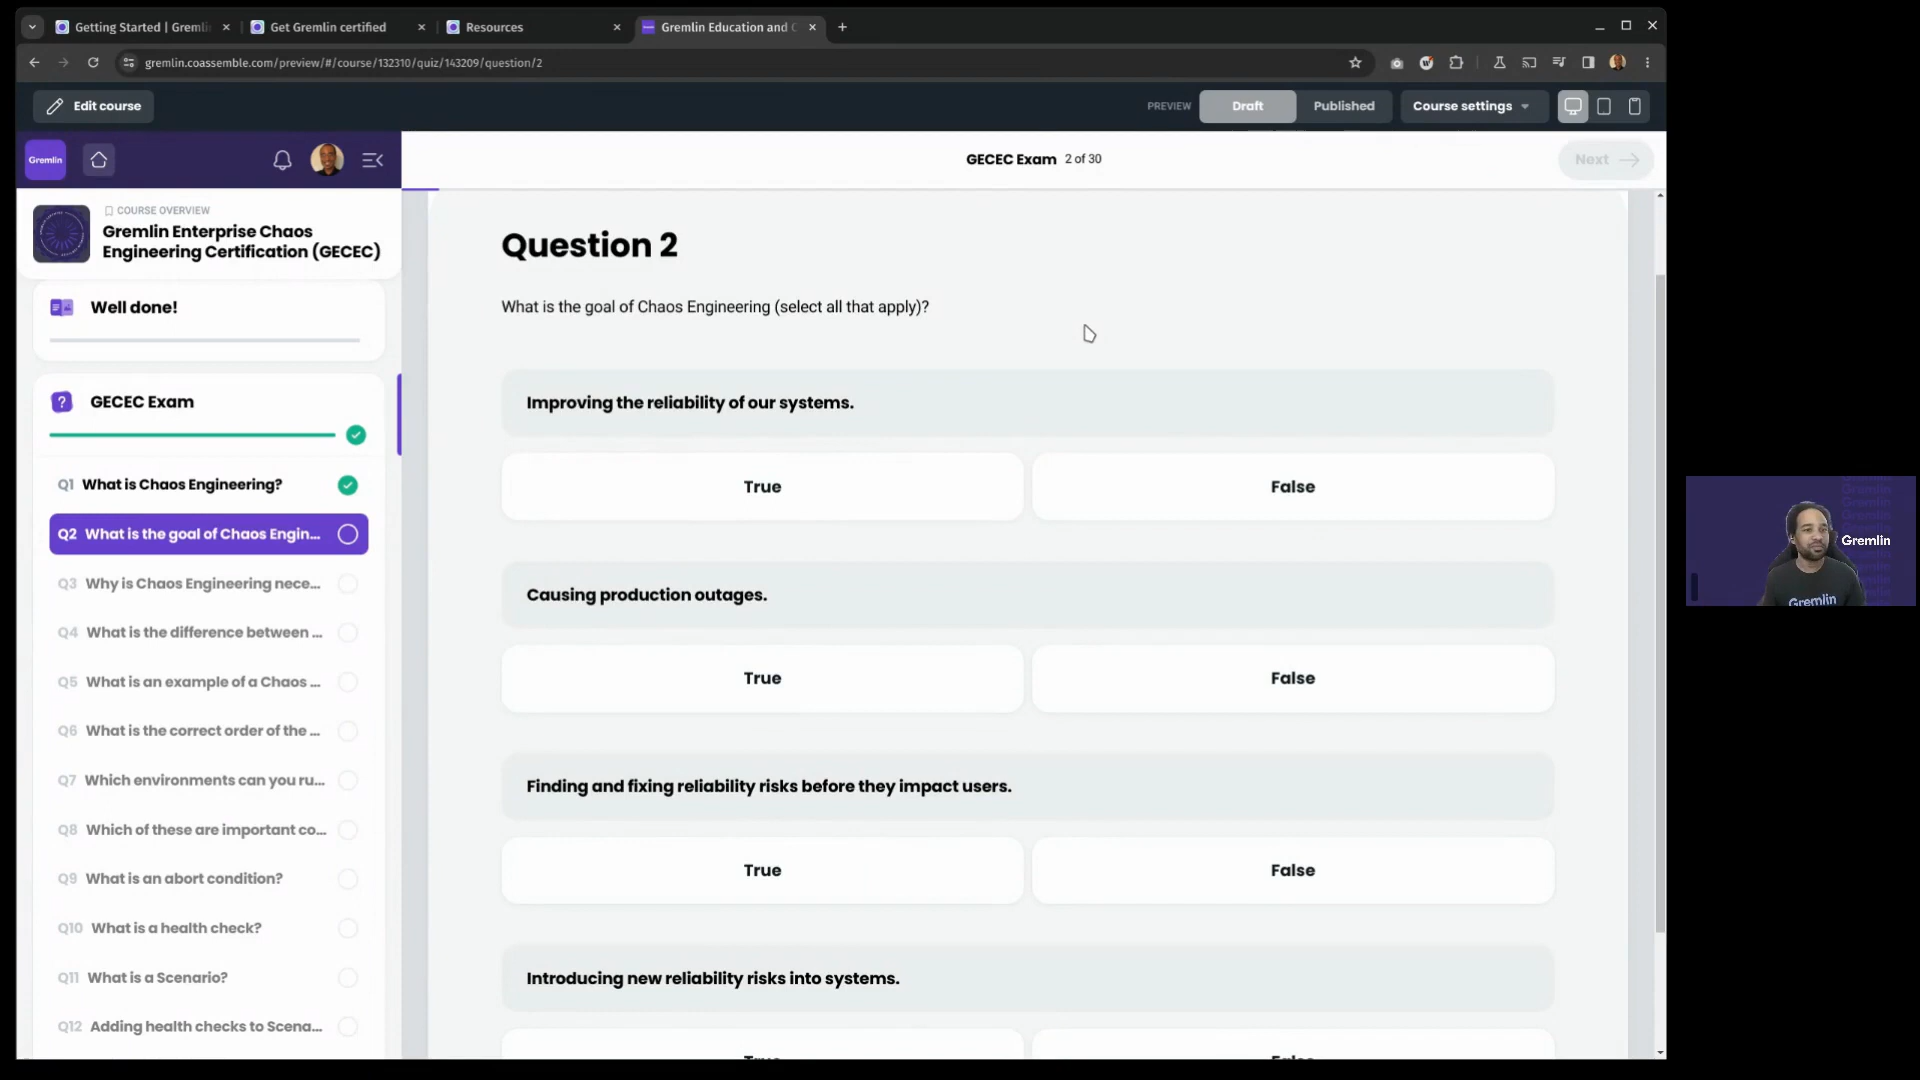 Getting Started | Gremli
Get Gremlin certified
Resources
Gremlin Education and C
gremlin.coassemble.com/preview/#/course/132310/quiz/143209/question/2
Edit course
PREVIEW
Draft
Published
Course settings
Gremlin
GECEC Exam 2 of 30
Next
COURSE OVERVIEW
Gremlin Enterprise Chaos
Engineering Certification (GECEC)
Well done!
GECEC Exam
Q1 What is Chaos Engineering?
Q2 What is the goal of Chaos Engin...
Q3 Why is Chaos Engineering nece...
Q4 What is the difference between ...
Q5 What is an example of a Chaos ...
Q6 What is the correct order of the ...
Q7 Which environments can you ru...
Q8 Which of these are important co...
Q9 What is an abort condition?
Q10 What is a health check?
Q11 What is a Scenario?
Q12 Adding health checks to Scena...
Question 2
What is the goal of Chaos Engineering (select all that apply)?
Improving the reliability of our systems.
True
False
Causing production outages.
True
False
Finding and fixing reliability risks before they impact users.
True
False
Introducing new reliability risks into systems.
True
False
Gremlin
Gremlin